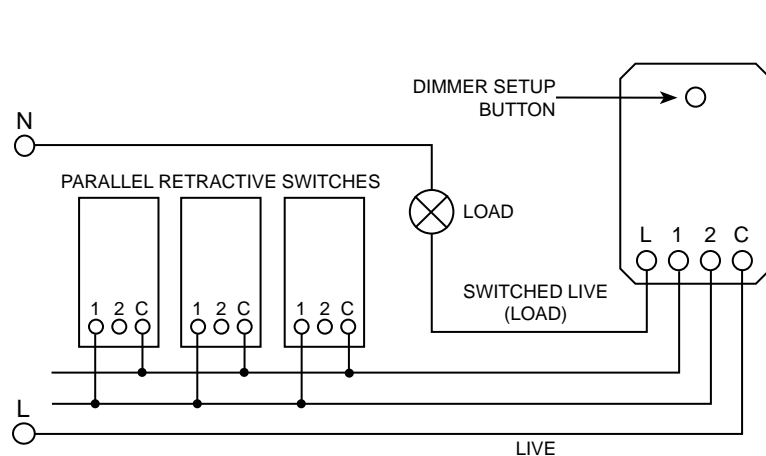 DIMMER SETUP
BUTTON
N
PARALLEL RETRACTIVE SWITCHES
LOAD
L 1 2 C
SWITCHED LIVE
(LOAD)
1 2 C 1 2 C 1 2 C
L
LIVE